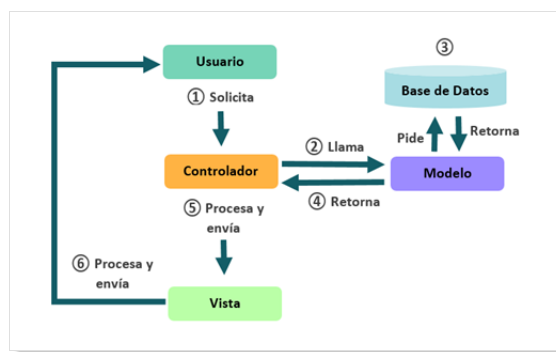 Usuario
③
Base de Datos
① Solicita
Pide
Retorna
② Llama
Controlador
Modelo
④ Retorna
⑤ Procesa y
envía
⑥ Procesa y
envía
Vista